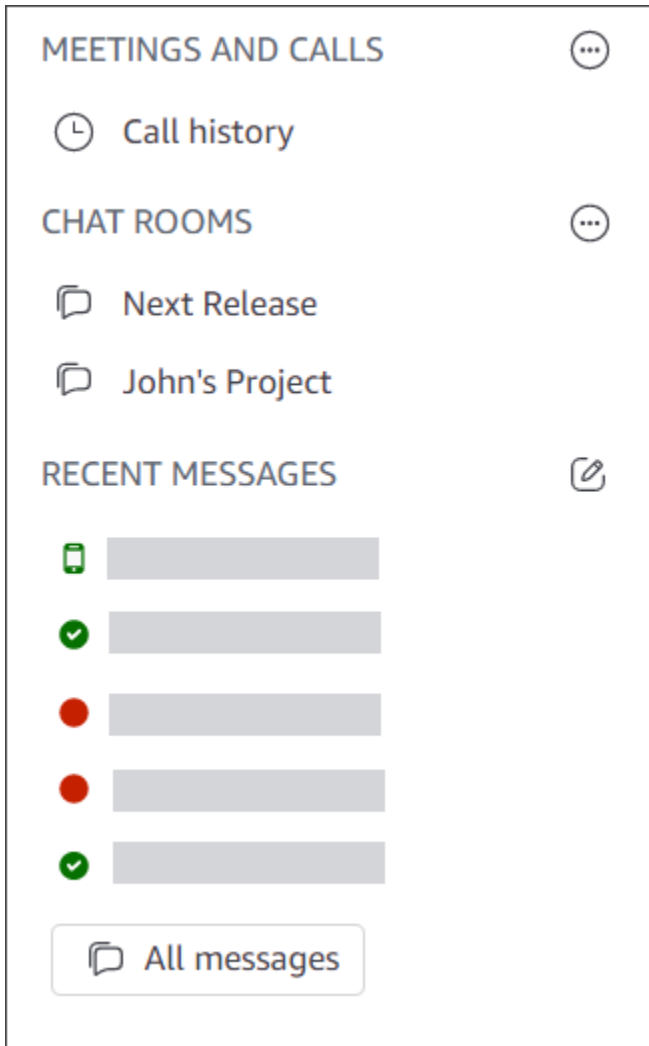 MEETINGS AND CALLS
Call history
CHAT ROOMS
Next Release
John's Project
RECENT MESSAGES
All messages